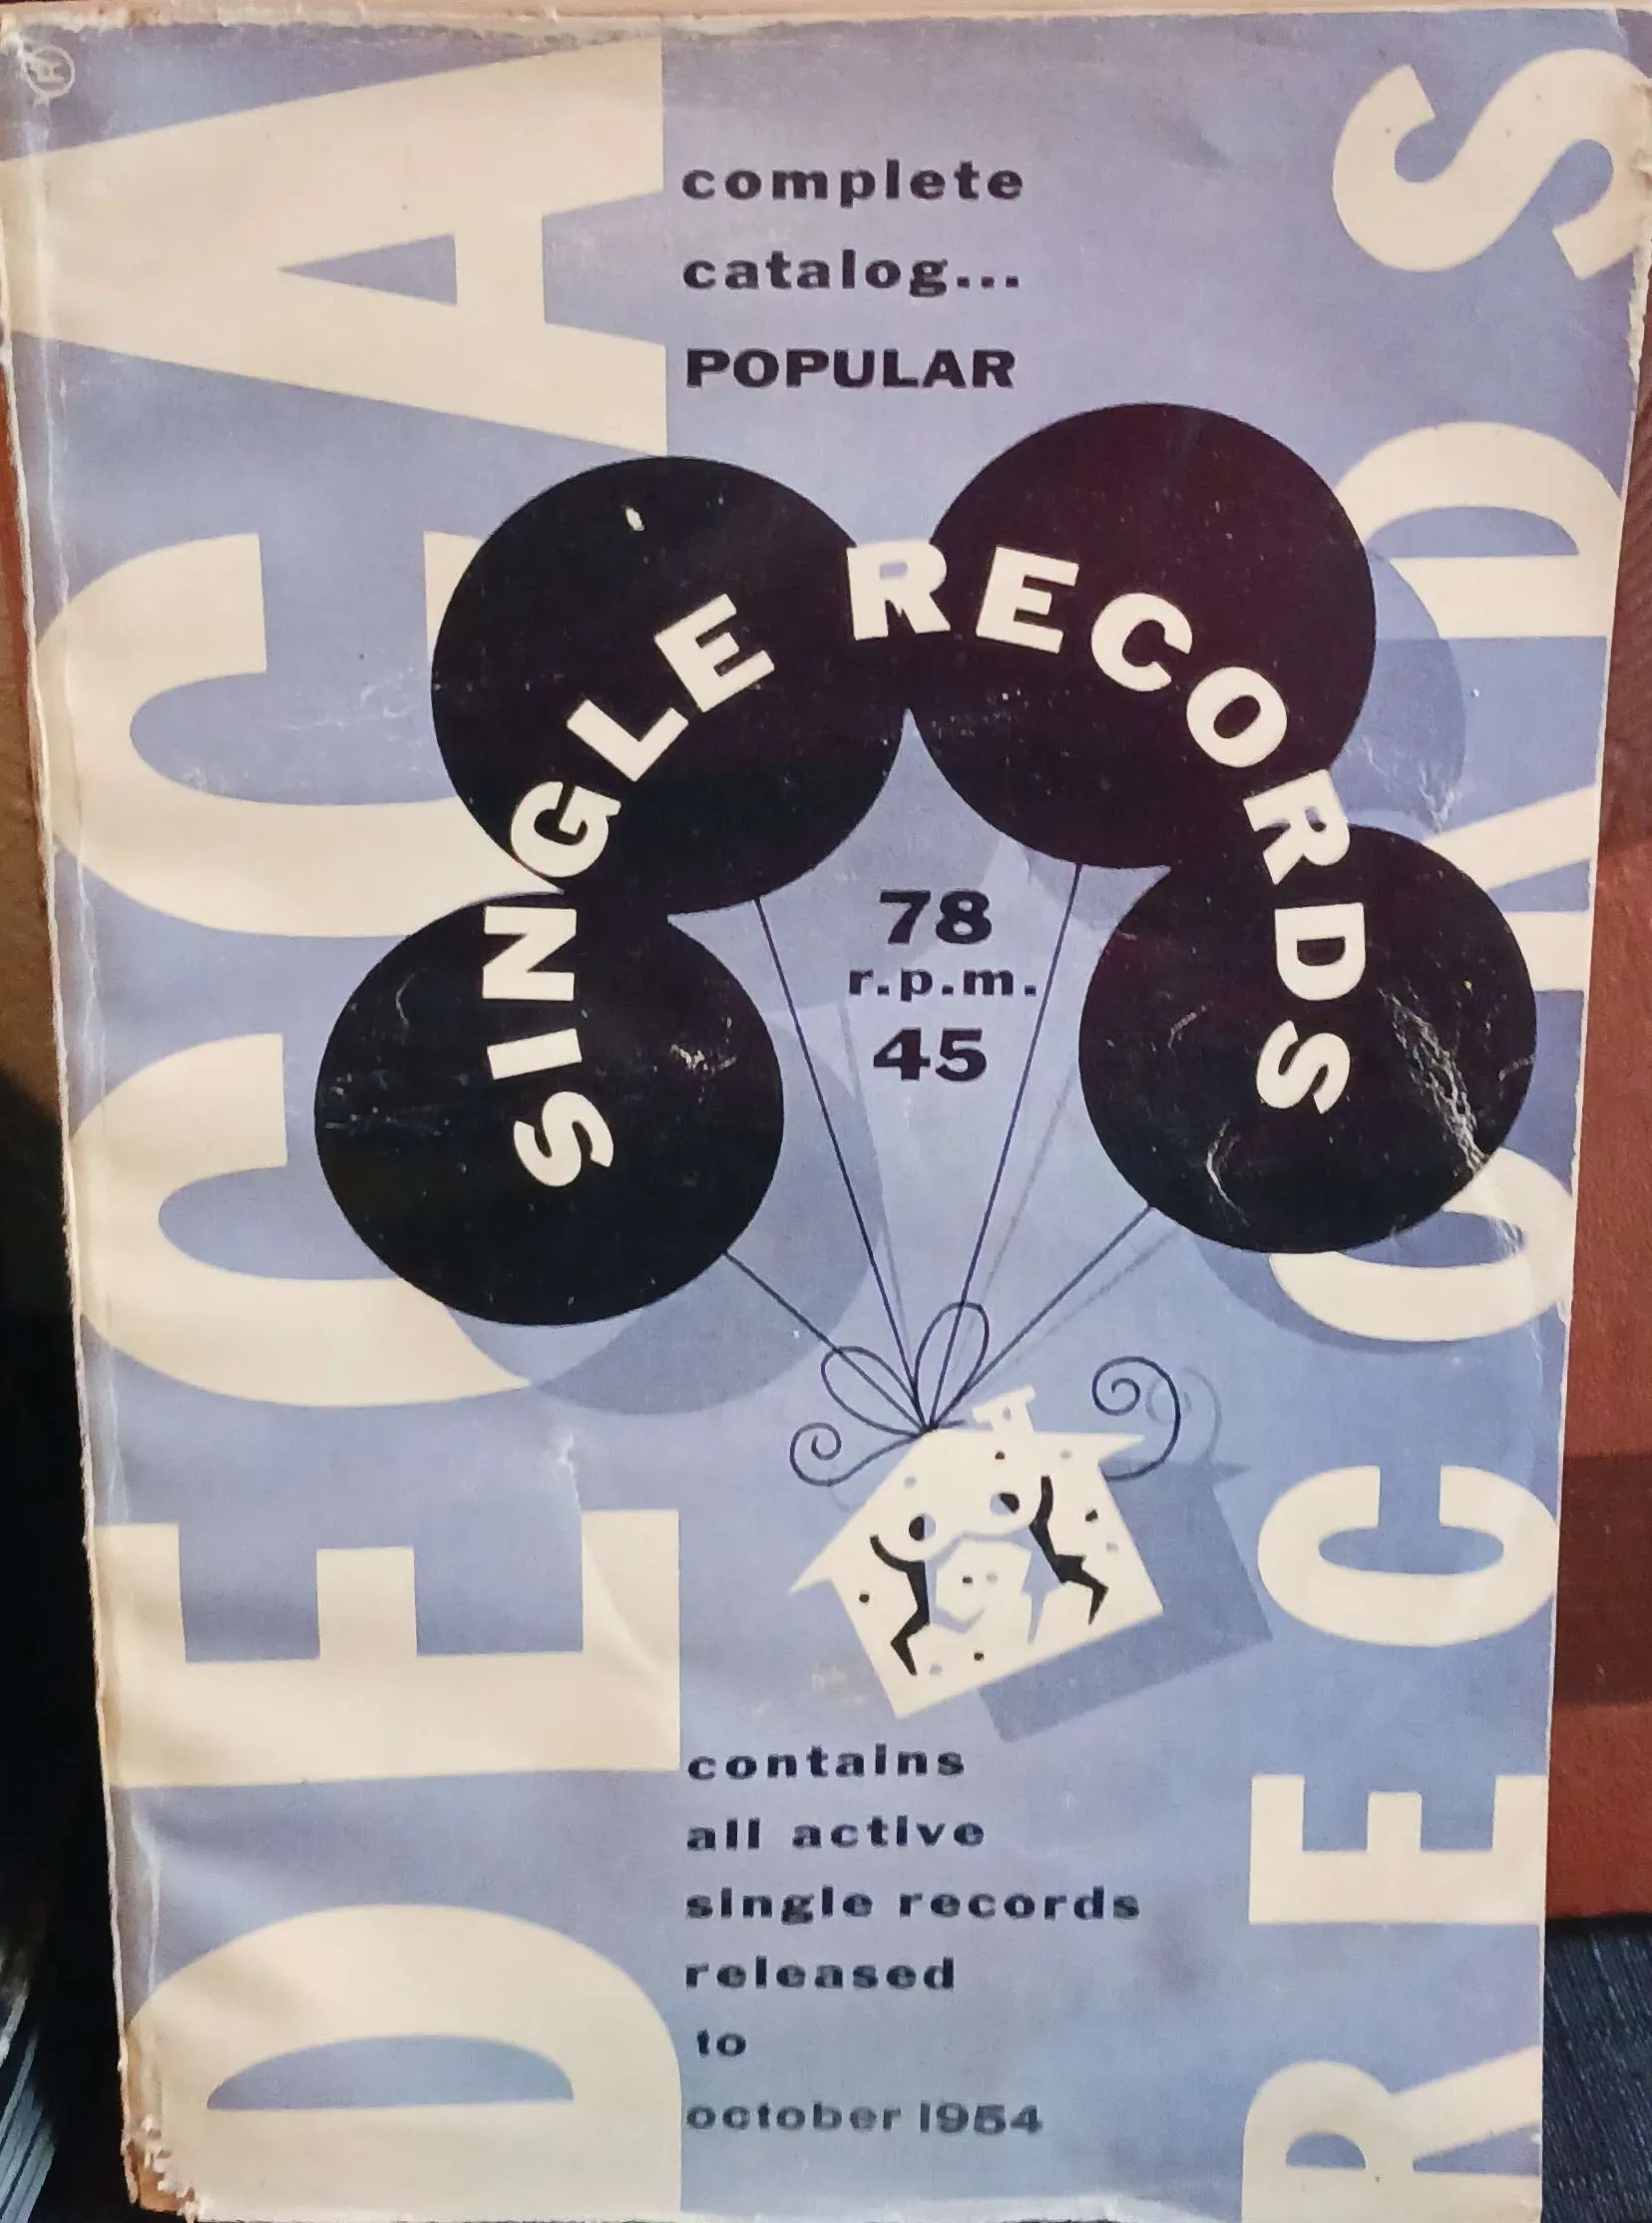 DECCA
RECORDS
complete
catalog...
POPULAR
SINGLE RECORDS
78
r.p.m.
45
contains
all active
single records
released
to
october 1954